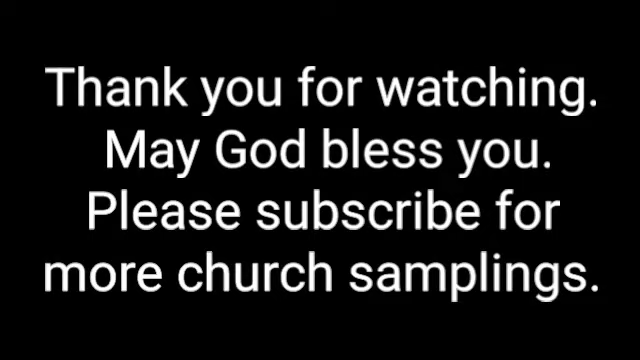 Thank you for watching.
May God bless you.
Please subscribe for
more church samplings.